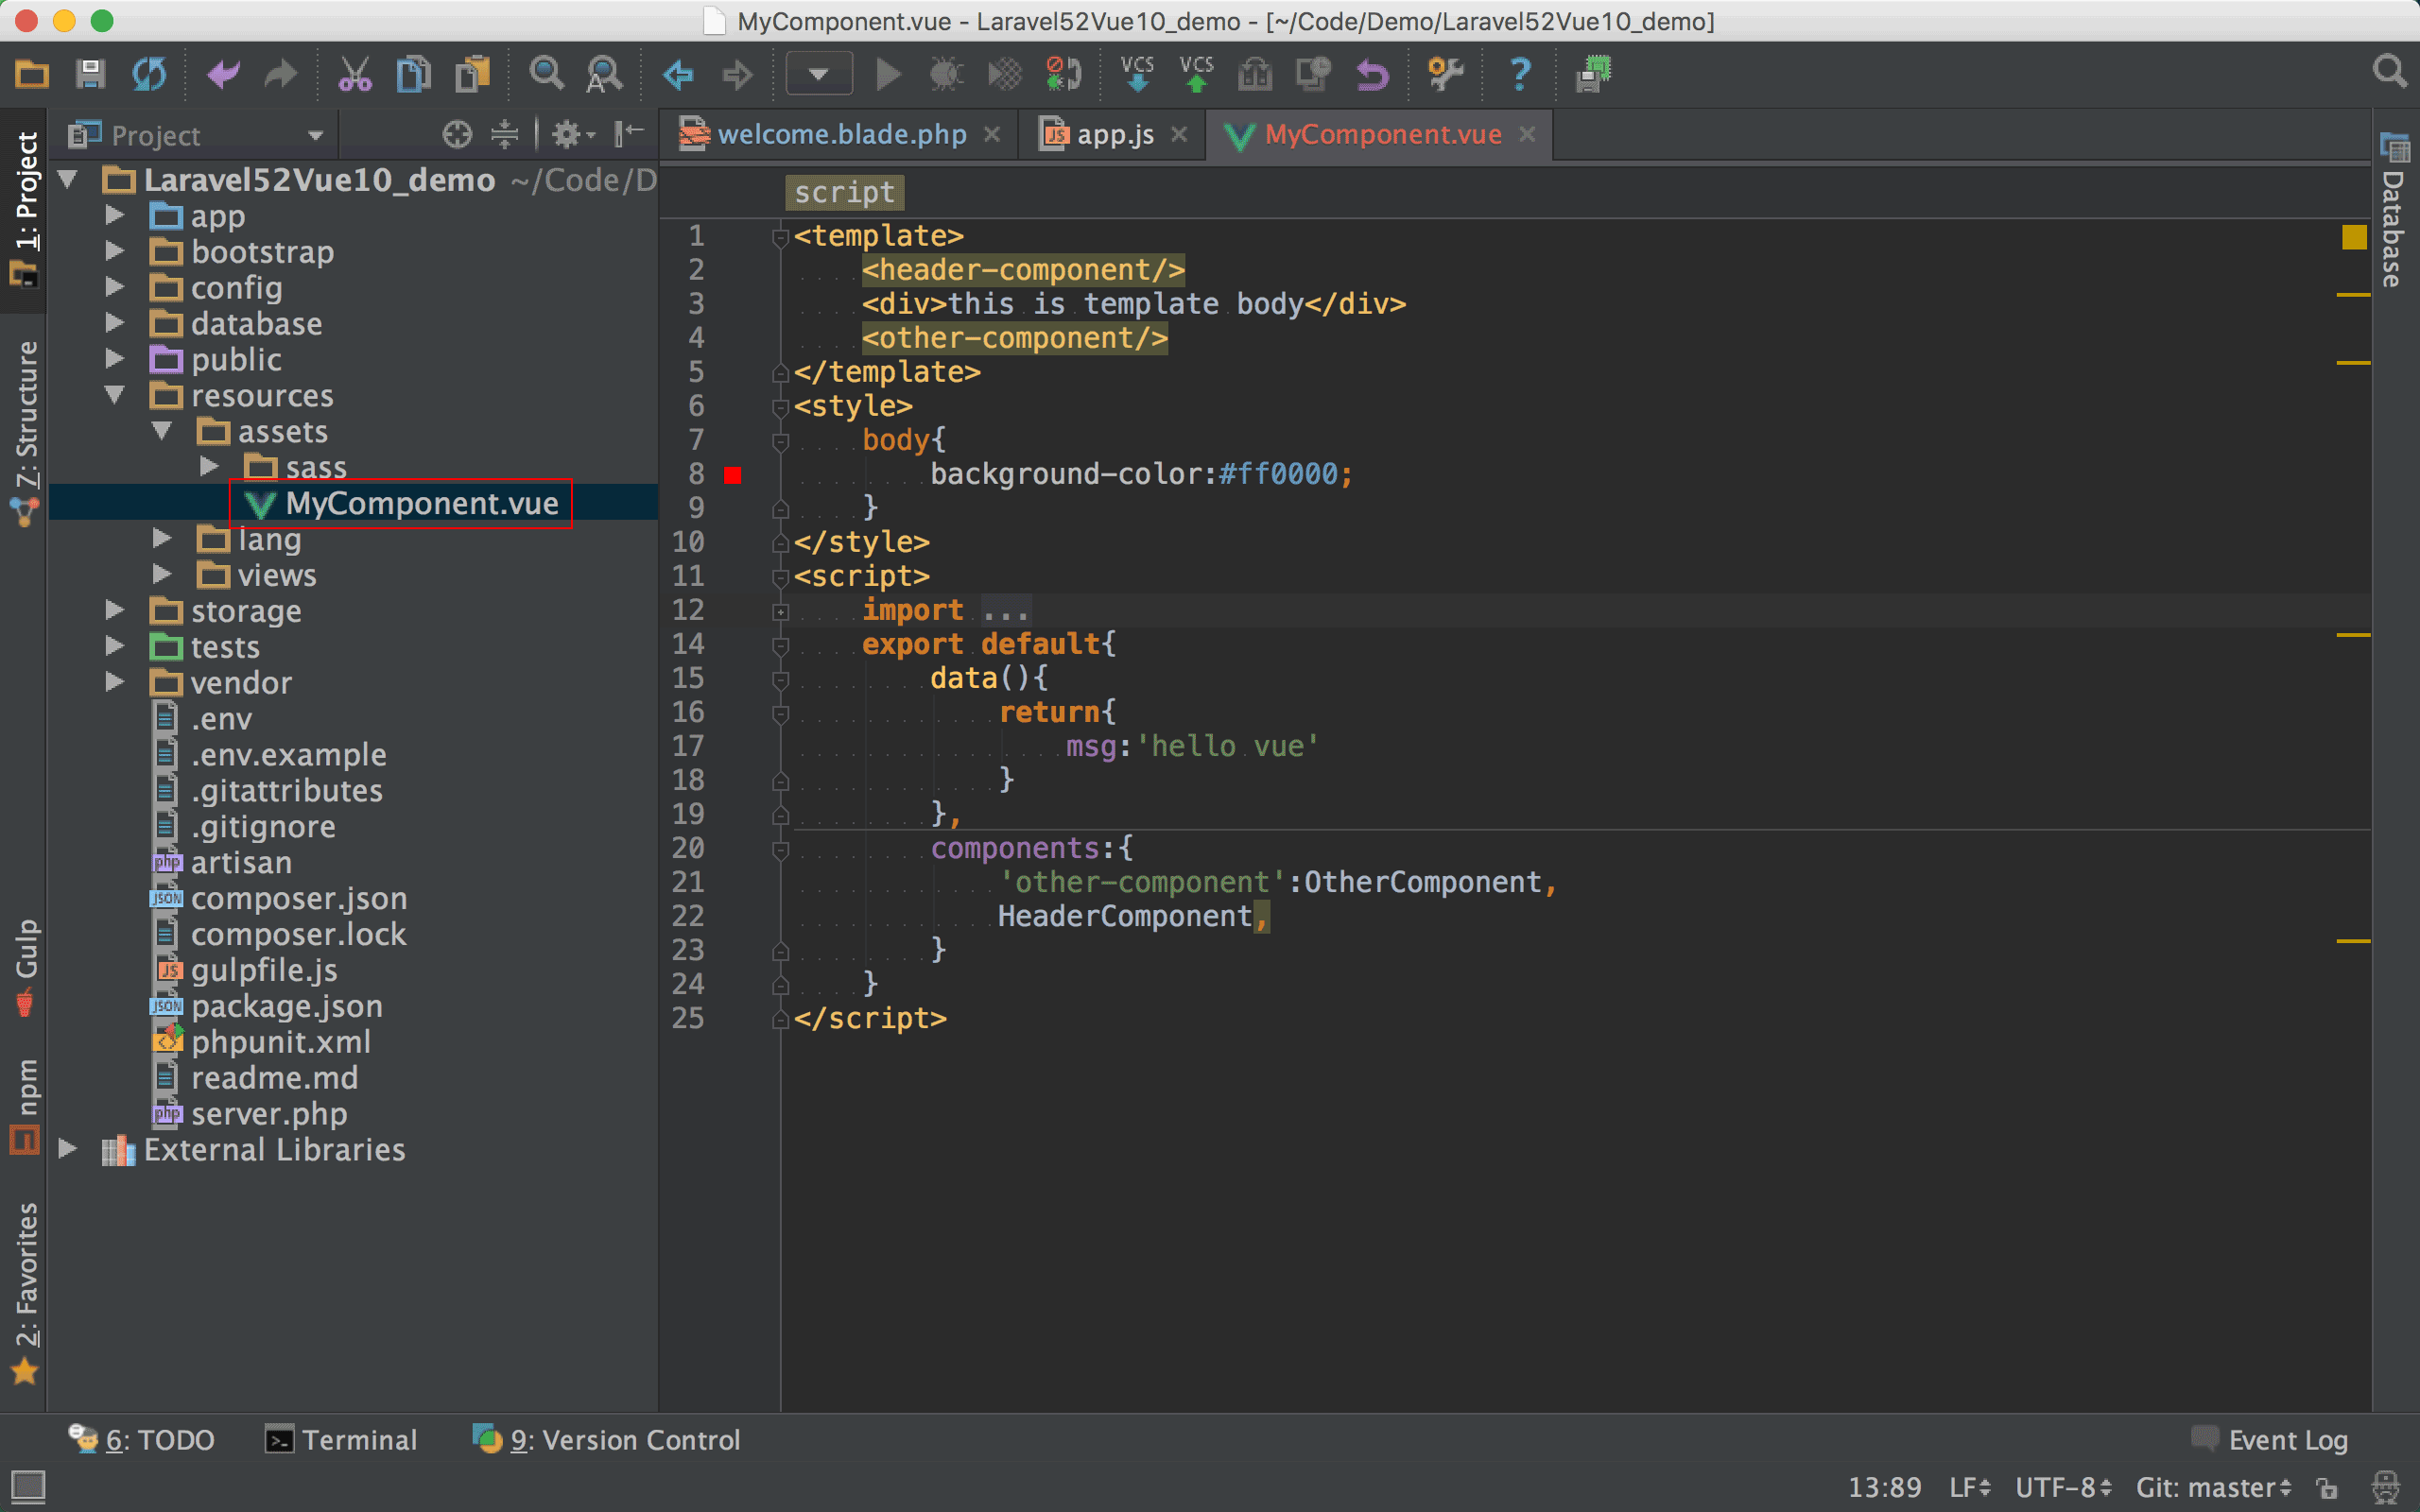 MyComponent.vue - Laravel52Vue10_demo - [~/Code/Demo/Laravel52Vue10_demo]
VCS VCS ?
1: Project
7: Structure
Gulp
npm
2: Favorites
Project
Laravel52Vue10_demo ~/Code/D
app
bootstrap
config
database
public
resources
assets
sass
MyComponent.vue
lang
views
storage
tests
vendor
.env
.env.example
.gitattributes
.gitignore
php artisan
JSON composer.json
composer.lock
JS gulpfile.js
JSON package.json
phpunit.xml
readme.md
php server.php
External Libraries
welcome.blade.php JS app.js MyComponent.vue
script
1 <template>
2 <header-component/>
3 <div>this is template body</div>
4 <other-component/>
5 </template>
6 <style>
7 body{
8 background-color:#ff0000;
9 }
10 </style>
11 <script>
12 import ...
14 export default{
15 data(){
16 return{
17 msg:'hello vue'
18 }
19 },
20 components:{
21 'other-component':OtherComponent,
22 HeaderComponent,
23 }
24 }
25 </script>
Database
6: TODO Terminal 9: Version Control Event Log
13:89 LF UTF-8 Git: master